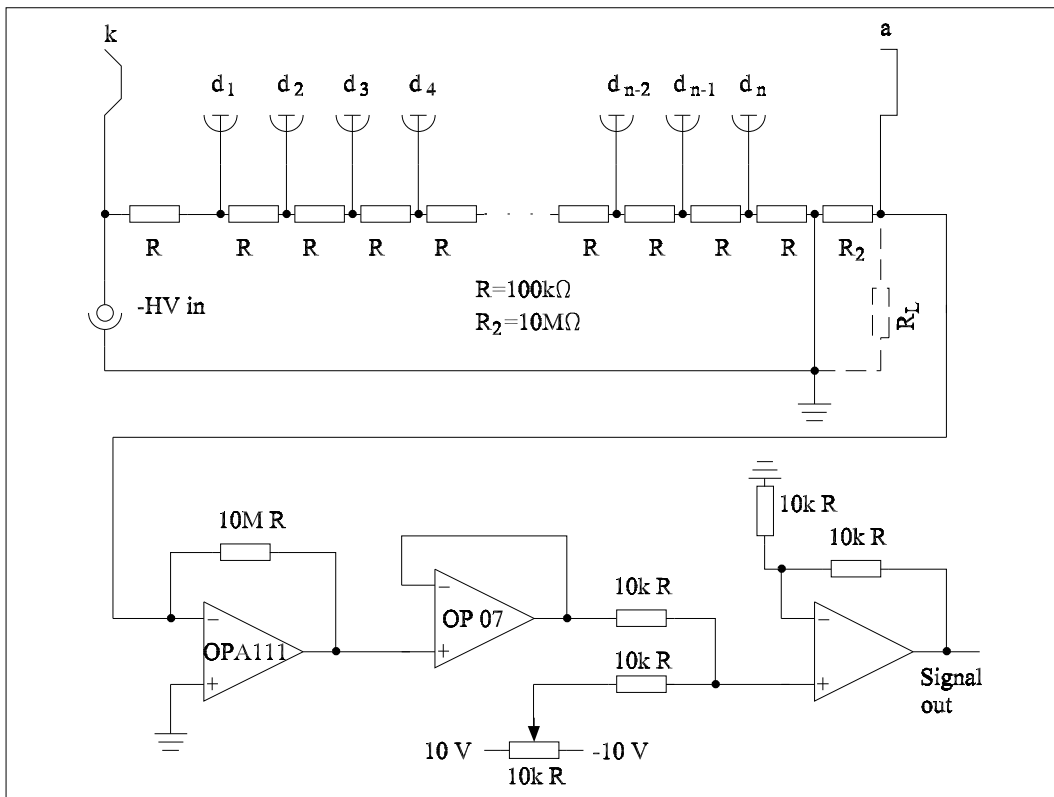 k
a
d1 d2 d3 d4 dn-2 dn-1 dn
R R R R R R R R R R2
-HV in
R=100kΩ
R2=10MΩ
RL
10k R
10M R
10k R
OP 07
10k R
OPA111
10k R
Signal
out
10 V -10 V
10k R
− + − + − +